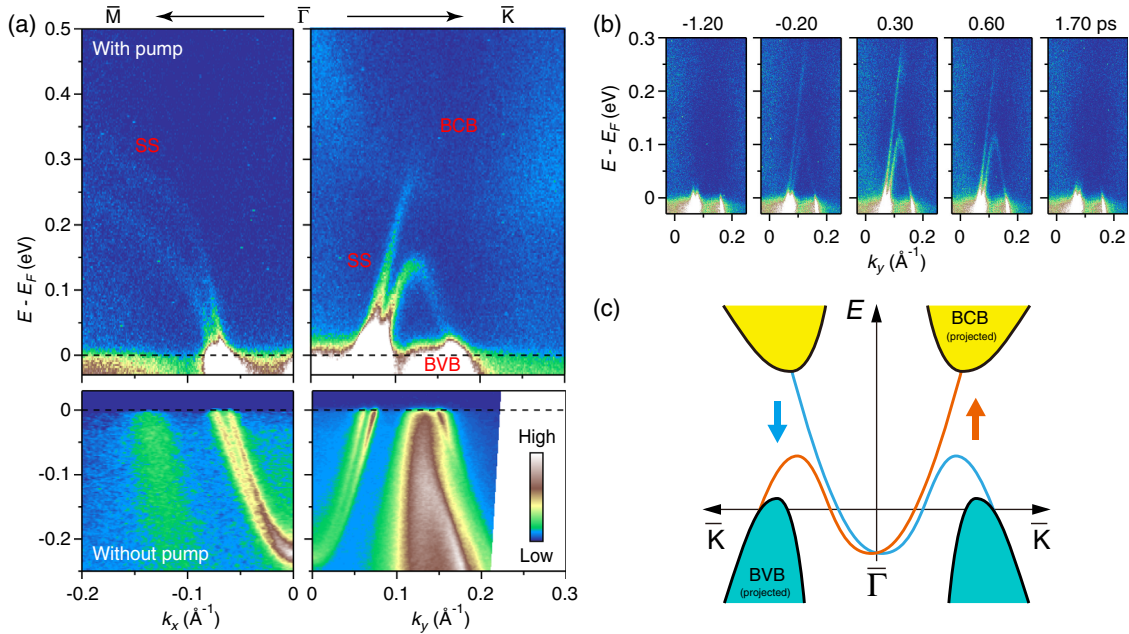 M̅ Γ̅ K̅
(a)
With pump
SS
BCB
SS
BVB
E - E_F (eV)
0.5
0.4
0.3
0.2
0.1
0
0
-0.1
-0.2
Without pump
High
Low
-0.2 -0.1 0 0.1 0.2 0.3
k_x (Å⁻¹) k_y (Å⁻¹)
(b)
-1.20 -0.20 0.30 0.60 1.70 ps
E - E_F (eV)
0.3
0.2
0.1
0
0 0.2 0 0.2 0 0.2 0 0.2 0 0.2
k_y (Å⁻¹)
(c)
E
BCB
(projected)
K̅ K̅
Γ̅
BVB
(projected)